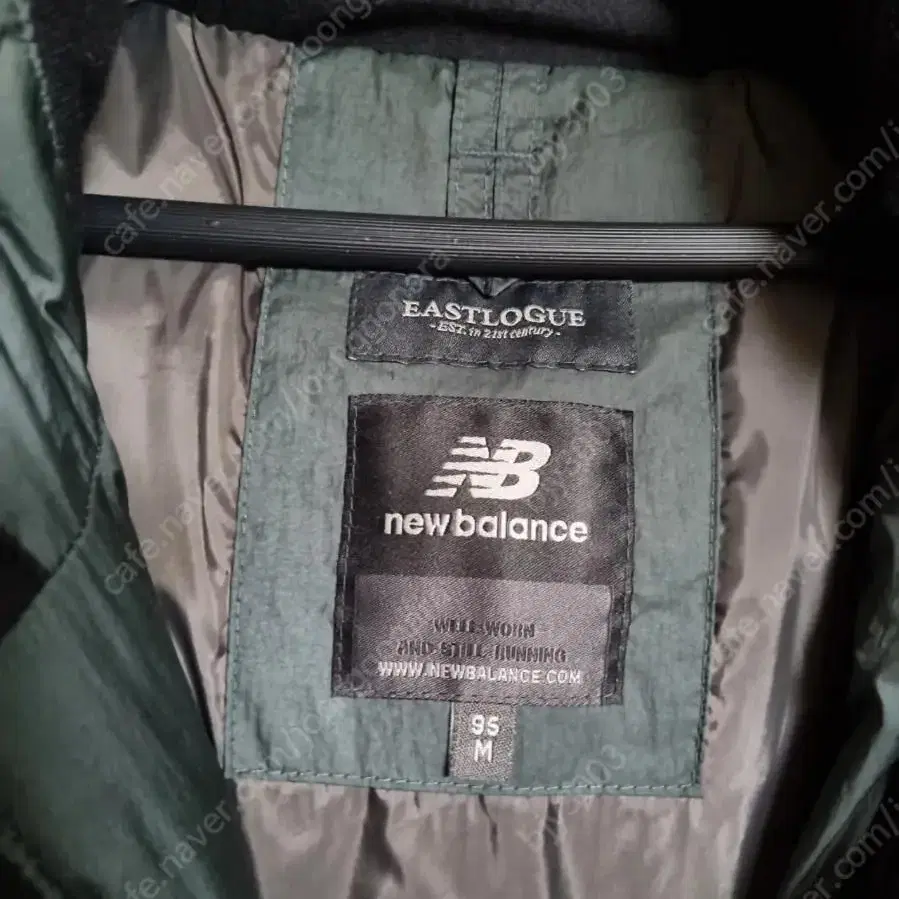 EASTLOGUE
-EST. in 21st century-
NB
new balance
WELL-WORN
AND STILL RUNNING
WWW.NEWBALANCE.COM
95
M